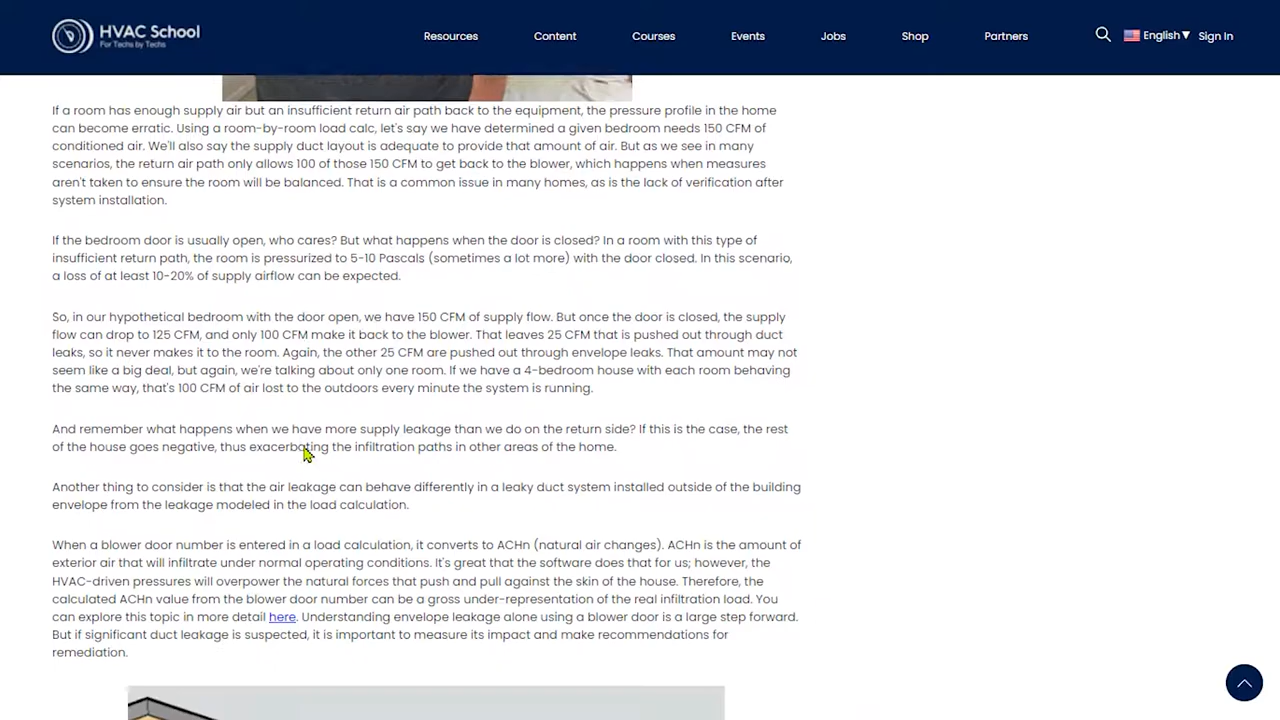 HVAC School
For Techs by Techs
Resources
Content
Courses
Events
Jobs
Shop
Partners
English▼
Sign In
If a room has enough supply air but an insufficient return air path back to the equipment, the pressure profile in the home
can become erratic. Using a room-by-room load calc, let's say we have determined a given bedroom needs 150 CFM of
conditioned air. We'll also say the supply duct layout is adequate to provide that amount of air. But as we see in many
scenarios, the return air path only allows 100 of those 150 CFM to get back to the blower, which happens when measures
aren't taken to ensure the room will be balanced. That is a common issue in many homes, as is the lack of verification after
system installation.
If the bedroom door is usually open, who cares? But what happens when the door is closed? In a room with this type of
insufficient return path, the room is pressurized to 5-10 Pascals (sometimes a lot more) with the door closed. In this scenario,
a loss of at least 10-20% of supply airflow can be expected.
So, in our hypothetical bedroom with the door open, we have 150 CFM of supply flow. But once the door is closed, the supply
flow can drop to 125 CFM, and only 100 CFM make it back to the blower. That leaves 25 CFM that is pushed out through duct
leaks, so it never makes it to the room. Again, the other 25 CFM are pushed out through envelope leaks. That amount may not
seem like a big deal, but again, we're talking about only one room. If we have a 4-bedroom house with each room behaving
the same way, that's 100 CFM of air lost to the outdoors every minute the system is running.
And remember what happens when we have more supply leakage than we do on the return side? If this is the case, the rest
of the house goes negative, thus exacerbating the infiltration paths in other areas of the home.
Another thing to consider is that the air leakage can behave differently in a leaky duct system installed outside of the building
envelope from the leakage modeled in the load calculation.
When a blower door number is entered in a load calculation, it converts to ACHn (natural air changes). ACHn is the amount of
exterior air that will infiltrate under normal operating conditions. It's great that the software does that for us; however, the
HVAC-driven pressures will overpower the natural forces that push and pull against the skin of the house. Therefore, the
calculated ACHn value from the blower door number can be a gross under-representation of the real infiltration load. You
can explore this topic in more detail here. Understanding envelope leakage alone using a blower door is a large step forward.
But if significant duct leakage is suspected, it is important to measure its impact and make recommendations for
remediation.